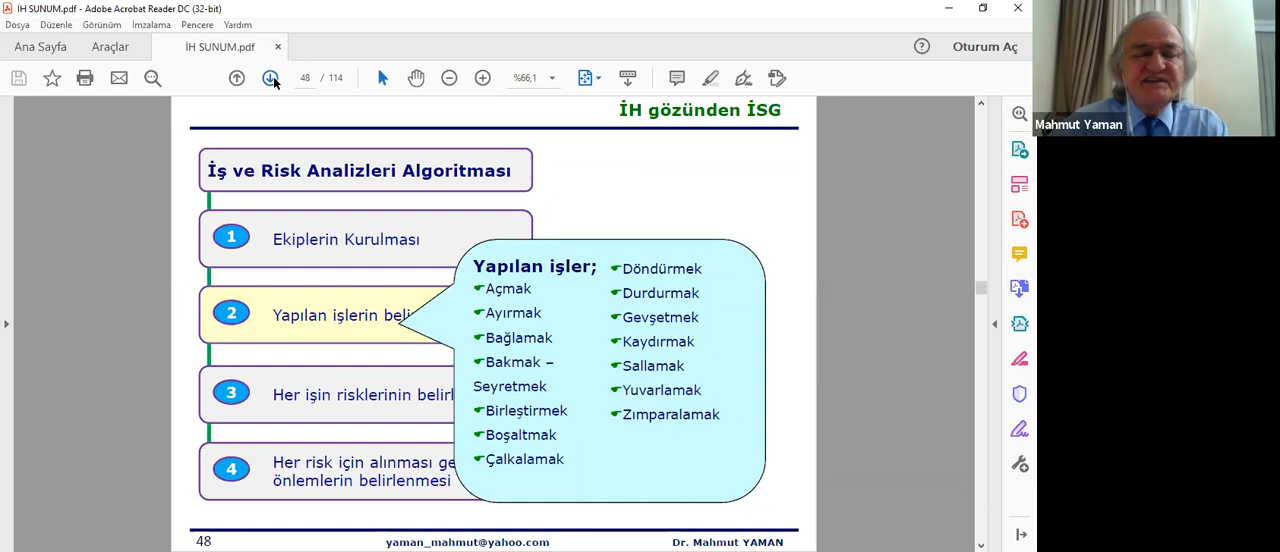 İH SUNUM.pdf - Adobe Acrobat Reader DC (32-bit)
Dosya Düzenle Görünüm İmzalama Pencere Yardım
Ana Sayfa Araçlar İH SUNUM.pdf × Oturum Aç
48 / 114 %66,1
Mahmut Yaman
İH gözünden İSG
İş ve Risk Analizleri Algoritması
1 Ekiplerin Kurulması
2 Yapılan işlerin
3 Her işin risklerinin
4 Her risk için alınması
önlemlerin belirlenmesi
Yapılan işler;
Açmak
Ayırmak
Bağlamak
Bakmak –
Seyretmek
Birleştirmek
Boşaltmak
Çalkalamak
Döndürmek
Durdurmak
Gevşetmek
Kaydırmak
Sallamak
Yuvarlamak
Zımparalamak
48 yaman_mahmut@yahoo.com Dr. Mahmut YAMAN